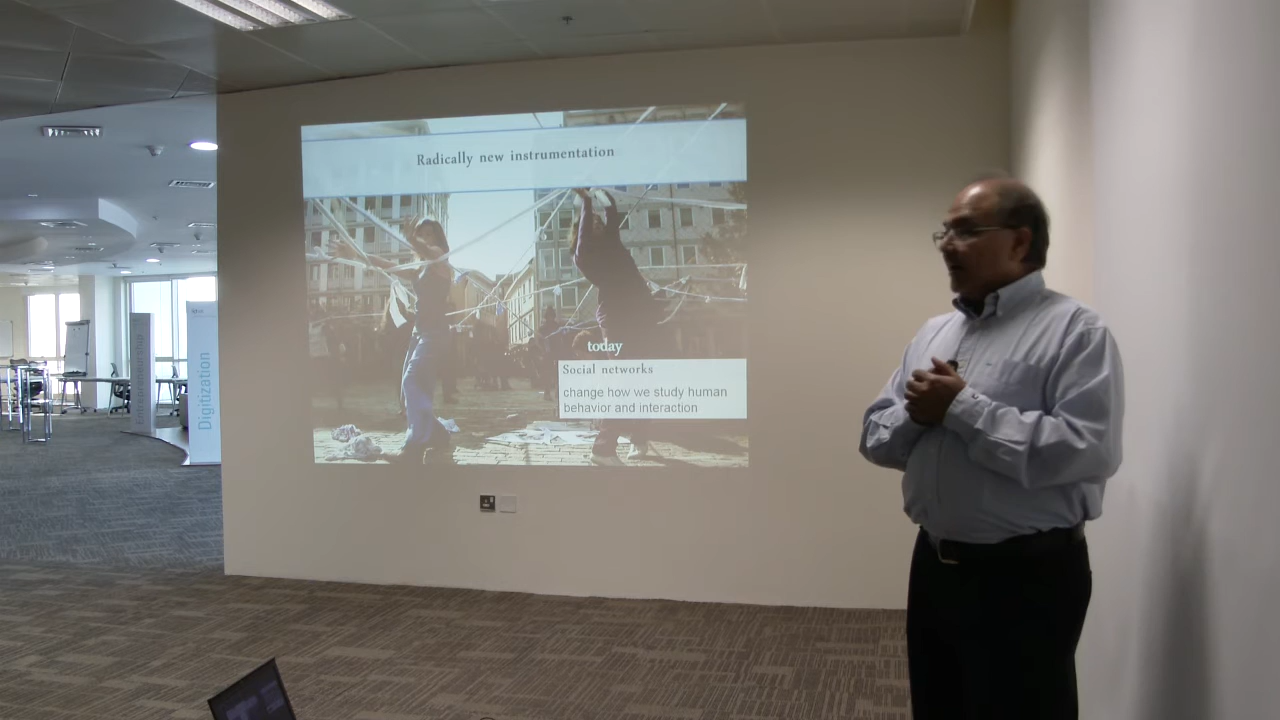 Radically new instrumentation
today
Social networks
change how we study human
behavior and interaction
Digitization